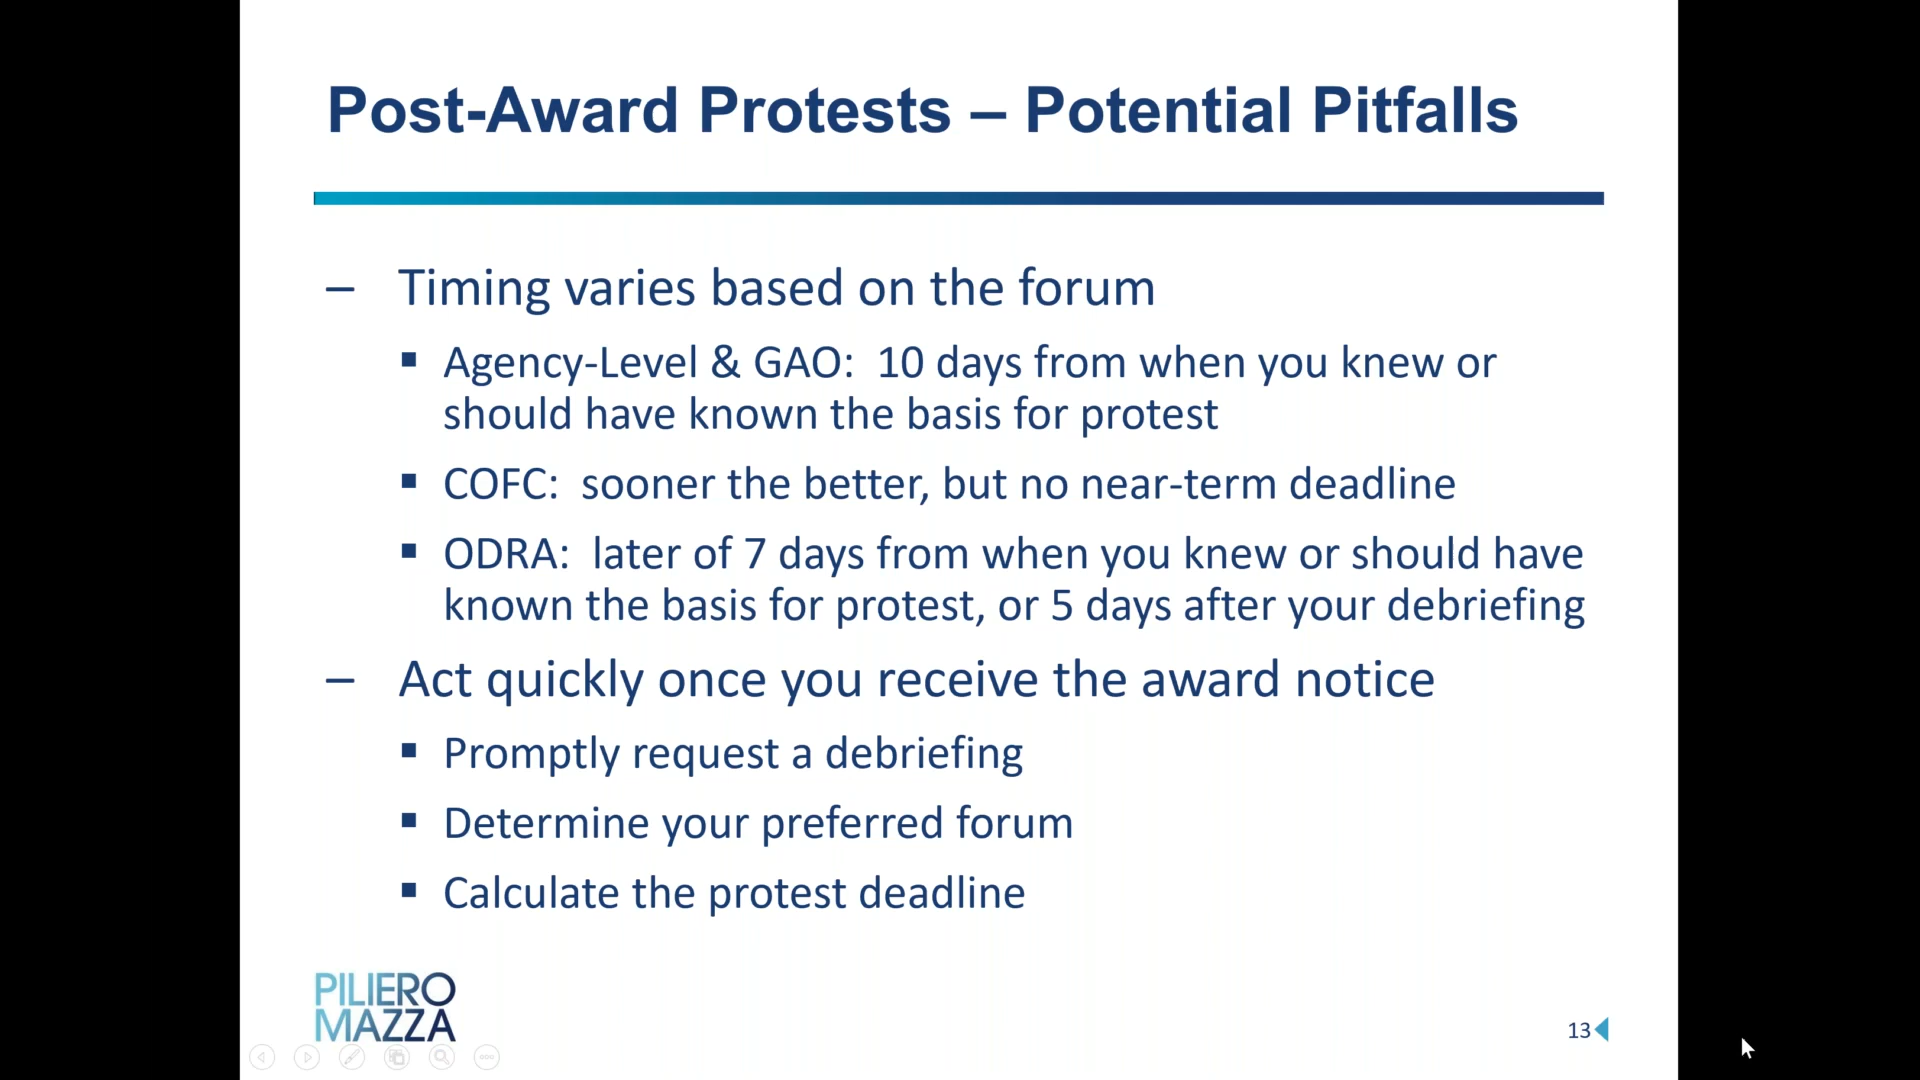 Post-Award Protests – Potential Pitfalls
– Timing varies based on the forum
▪ Agency-Level & GAO:  10 days from when you knew or
should have known the basis for protest
▪ COFC:  sooner the better, but no near-term deadline
▪ ODRA:  later of 7 days from when you knew or should have
known the basis for protest, or 5 days after your debriefing
– Act quickly once you receive the award notice
▪ Promptly request a debriefing
▪ Determine your preferred forum
▪ Calculate the protest deadline
PILIERO
MAZZA
13